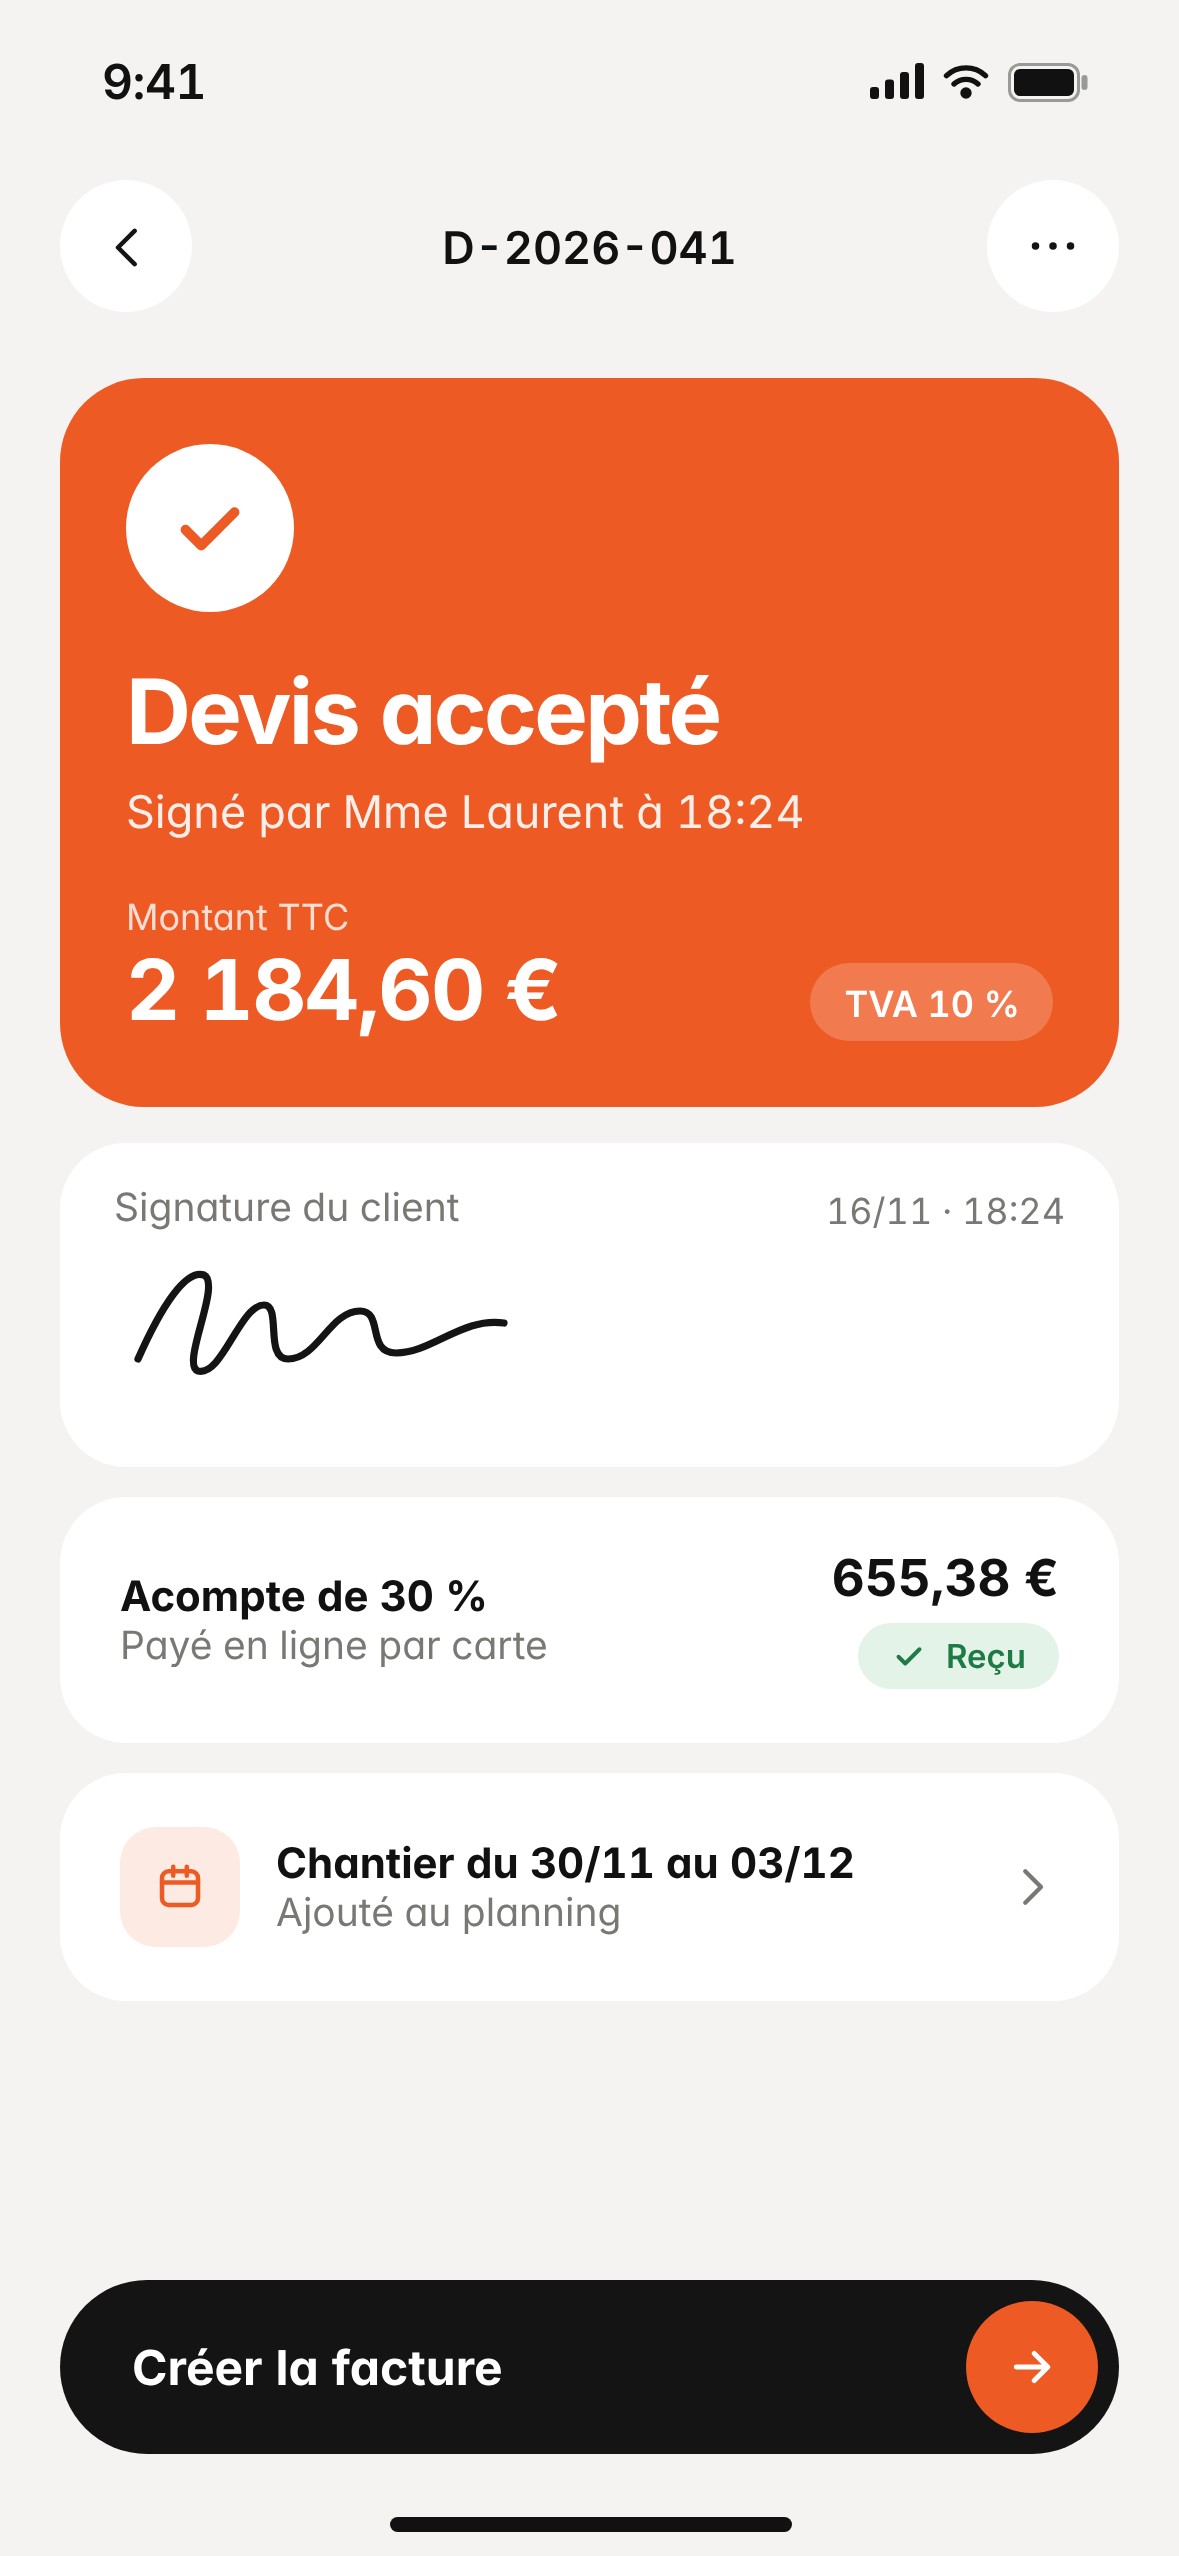 9:41
D-2026-041
Devis accepté
Signé par Mme Laurent à 18:24
Montant TTC
2 184,60 €
TVA 10 %
Signature du client
16/11 · 18:24
Acompte de 30 %
655,38 €
Payé en ligne par carte
Reçu
Chantier du 30/11 au 03/12
Ajouté au planning
Créer la facture